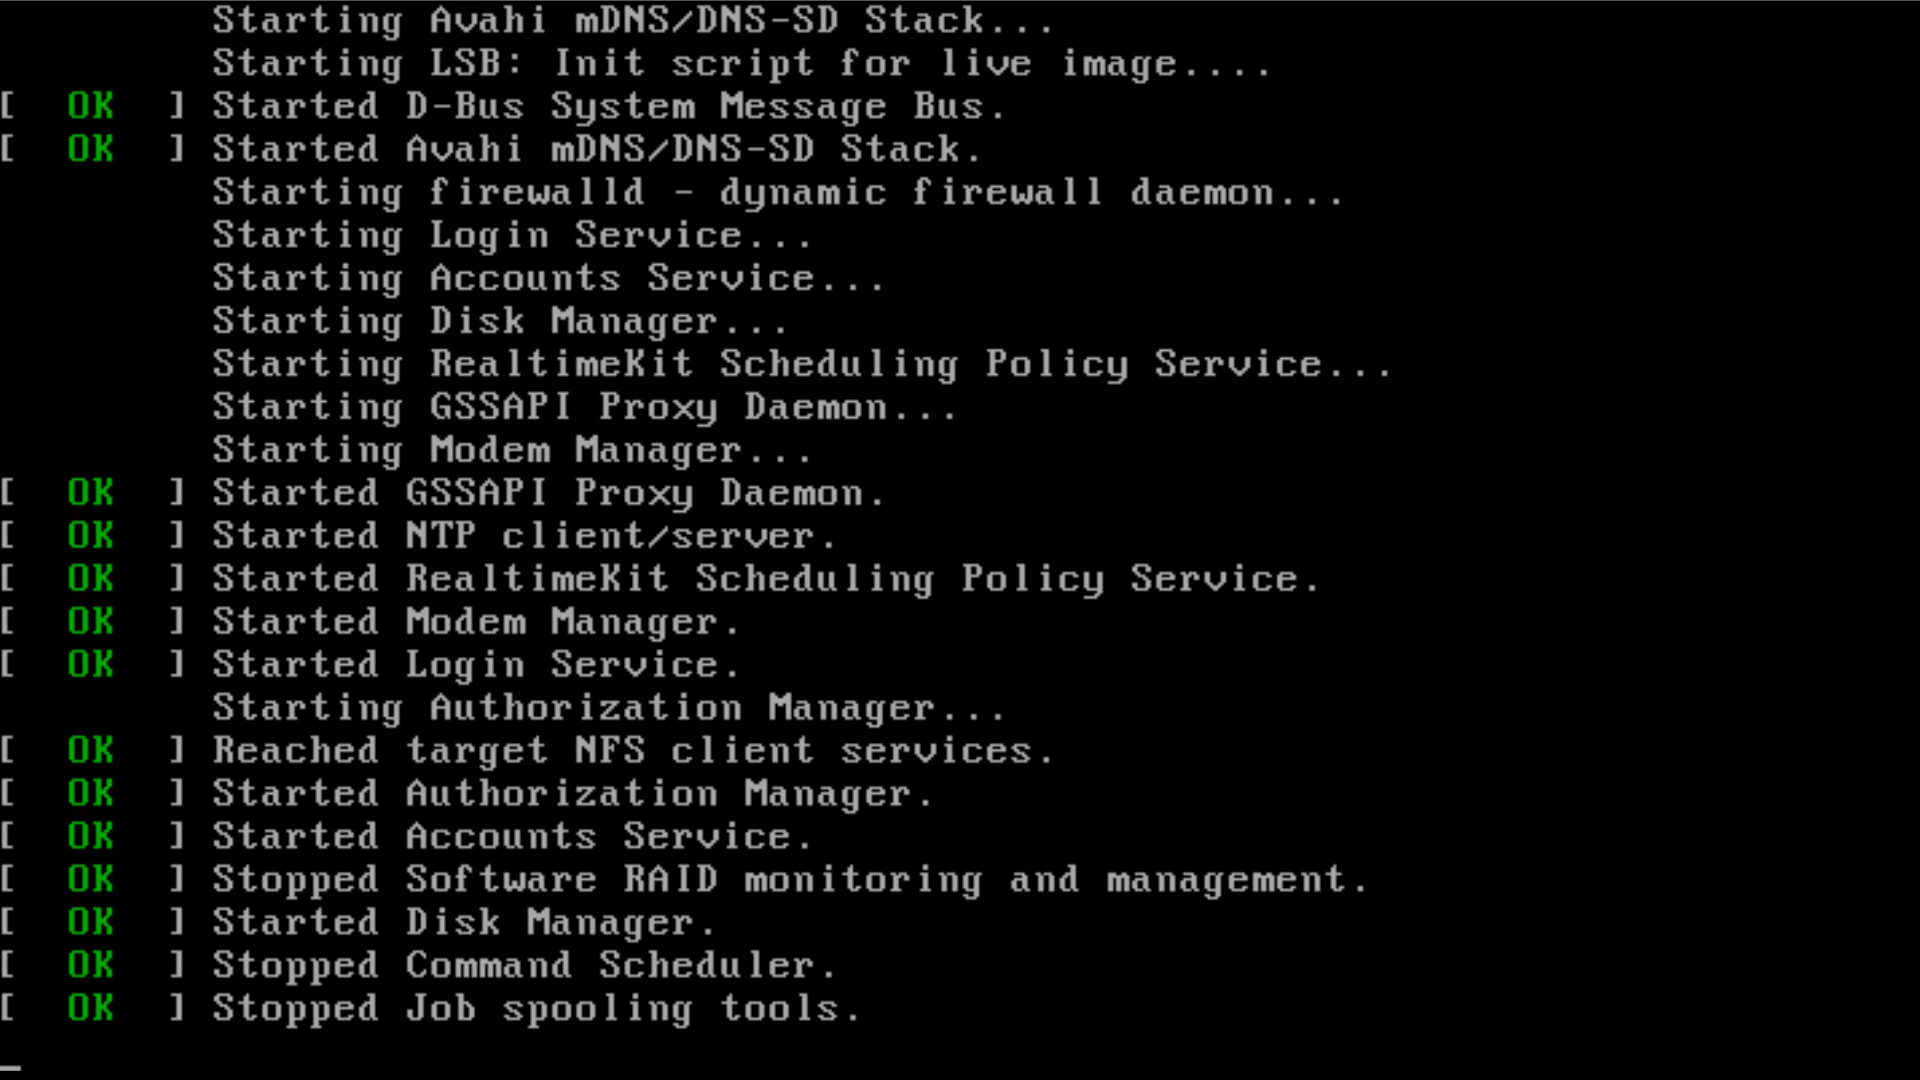 Starting Avahi mDNS/DNS-SD Stack...
Starting LSB: Init script for live image....
[  OK  ] Started D-Bus System Message Bus.
[  OK  ] Started Avahi mDNS/DNS-SD Stack.
Starting firewalld - dynamic firewall daemon...
Starting Login Service...
Starting Accounts Service...
Starting Disk Manager...
Starting RealtimeKit Scheduling Policy Service...
Starting GSSAPI Proxy Daemon...
Starting Modem Manager...
[  OK  ] Started GSSAPI Proxy Daemon.
[  OK  ] Started NTP client/server.
[  OK  ] Started RealtimeKit Scheduling Policy Service.
[  OK  ] Started Modem Manager.
[  OK  ] Started Login Service.
Starting Authorization Manager...
[  OK  ] Reached target NFS client services.
[  OK  ] Started Authorization Manager.
[  OK  ] Started Accounts Service.
[  OK  ] Stopped Software RAID monitoring and management.
[  OK  ] Started Disk Manager.
[  OK  ] Stopped Command Scheduler.
[  OK  ] Stopped Job spooling tools.